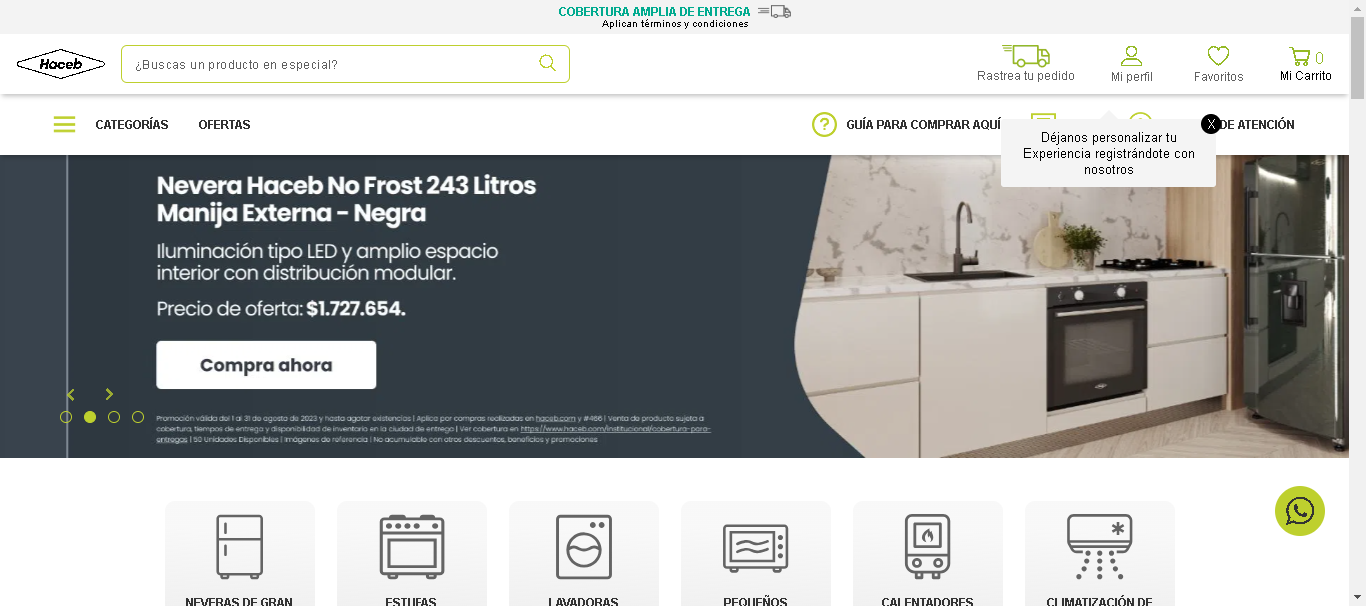 COBERTURA AMPLIA DE ENTREGA
Aplican términos y condiciones
Haceb
¿Buscas un producto en especial?
Rastrea tu pedido
Mi perfil
Favoritos
0
Mi Carrito
CATEGORÍAS
OFERTAS
GUÍA PARA COMPRAR AQUÍ
DE ATENCIÓN
X
Déjanos personalizar tu
Experiencia registrándote con
nosotros
Nevera Haceb No Frost 243 Litros
Manija Externa - Negra
Iluminación tipo LED y amplio espacio
interior con distribución modular.
Precio de oferta: $1.727.654.
Compra ahora
Promoción válida del 1 al 31 de agosto de 2023 y hasta agotar existencias | Aplica por compras realizadas en haceb.com y #466 | Venta de producto sujeta a
cobertura, tiempos de entrega y disponibilidad de inventario en la ciudad de entrega | Ver cobertura en https://www.haceb.com/institucional/cobertura-para-
entregas | 50 Unidades Disponibles | Imágenes de referencia | No acumulable con otros descuentos, beneficios y promociones
NEVERAS DE GRAN
ESTUFAS
LAVADORAS
PEQUEÑOS
CALENTADORES
CLIMATIZACIÓN DE